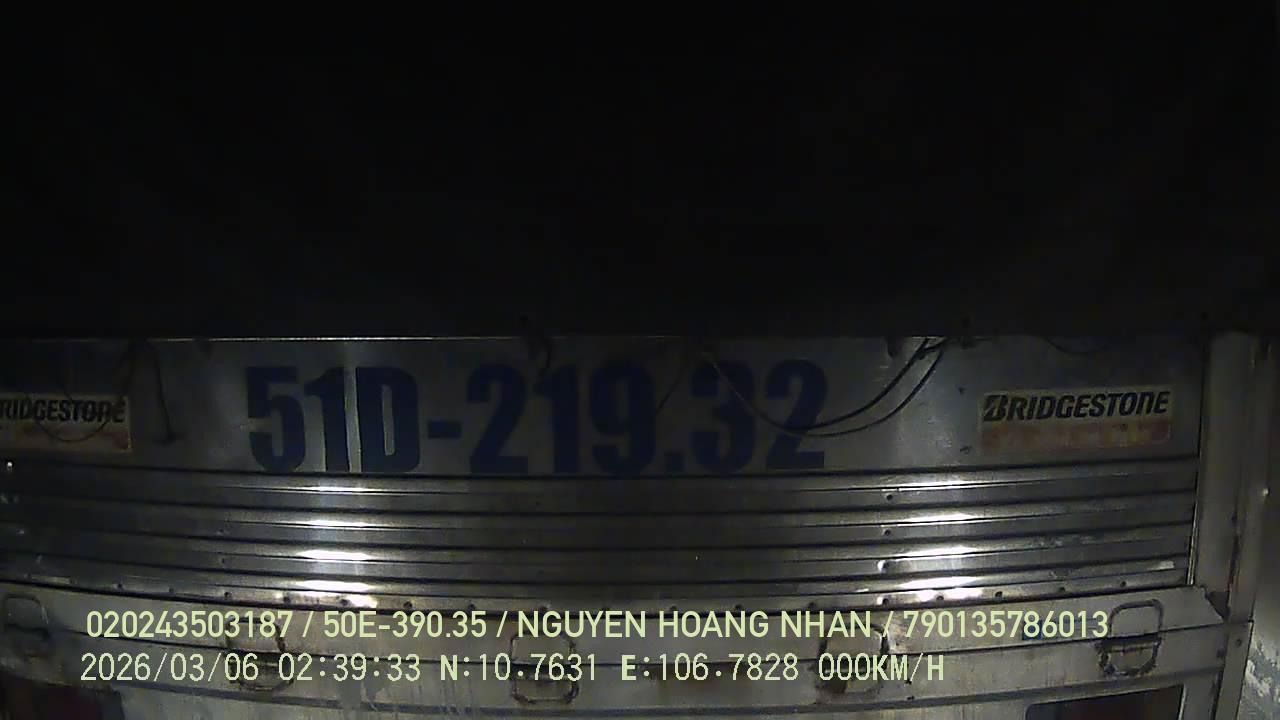 51D-219.32
RIDGESTONE
BRIDGESTONE
020243503187 / 50E-390.35 / NGUYEN HOANG NHAN / 790135786013
2026/03/06 02:39:33 N:10.7631 E:106.7828 000KM/H